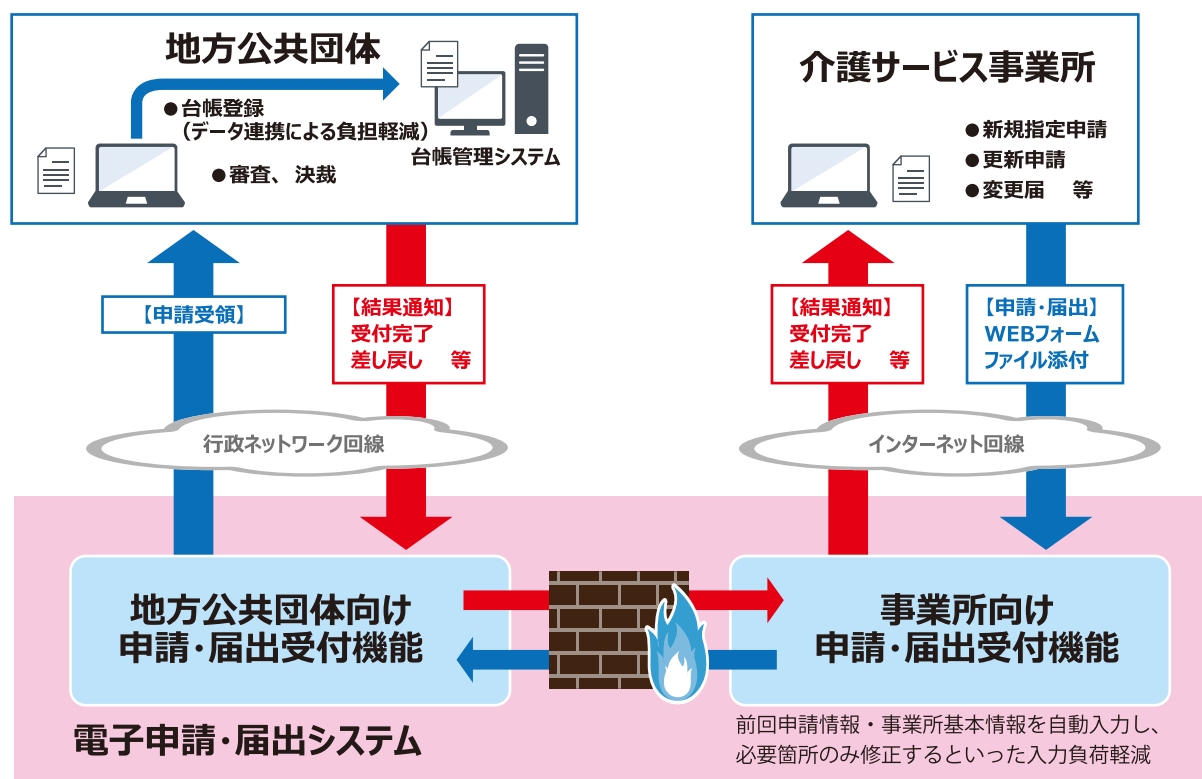 地方公共団体
●台帳登録
(データ連携による負担軽減)
台帳管理システム
●審査、決裁
介護サービス事業所
●新規指定申請
●更新申請
●変更届 等
【申請受領】
【結果通知】
受付完了
差し戻し 等
【結果通知】
受付完了
差し戻し 等
【申請・届出】
WEBフォーム
ファイル添付
行政ネットワーク回線
インターネット回線
地方公共団体向け
申請・届出受付機能
事業所向け
申請・届出受付機能
電子申請・届出システム
前回申請情報・事業所基本情報を自動入力し、
必要箇所のみ修正するといった入力負荷軽減